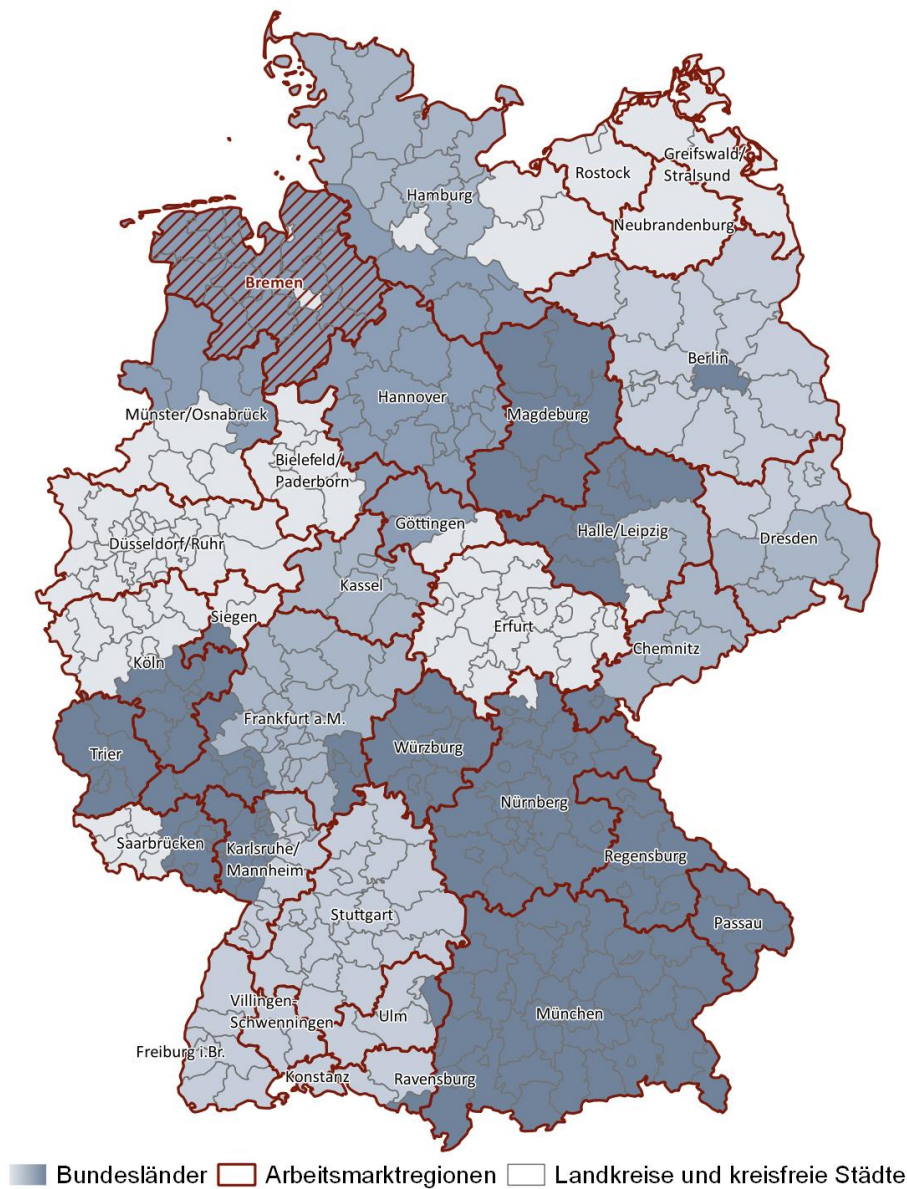 Greifswald/
Stralsund
Rostock
Hamburg
Neubrandenburg
Bremen
Berlin
Hannover
Magdeburg
Münster/Osnabrück
Bielefeld/
Paderborn
Göttingen
Halle/Leipzig
Dresden
Düsseldorf/Ruhr
Kassel
Siegen
Erfurt
Chemnitz
Köln
Frankfurt a.M.
Trier
Würzburg
Nürnberg
Saarbrücken
Karlsruhe/
Mannheim
Regensburg
Stuttgart
Passau
Villingen-
Schwenningen
Ulm
München
Freiburg i.Br.
Konstanz
Ravensburg
Bundesländer
Arbeitsmarktregionen
Landkreise und kreisfreie Städte